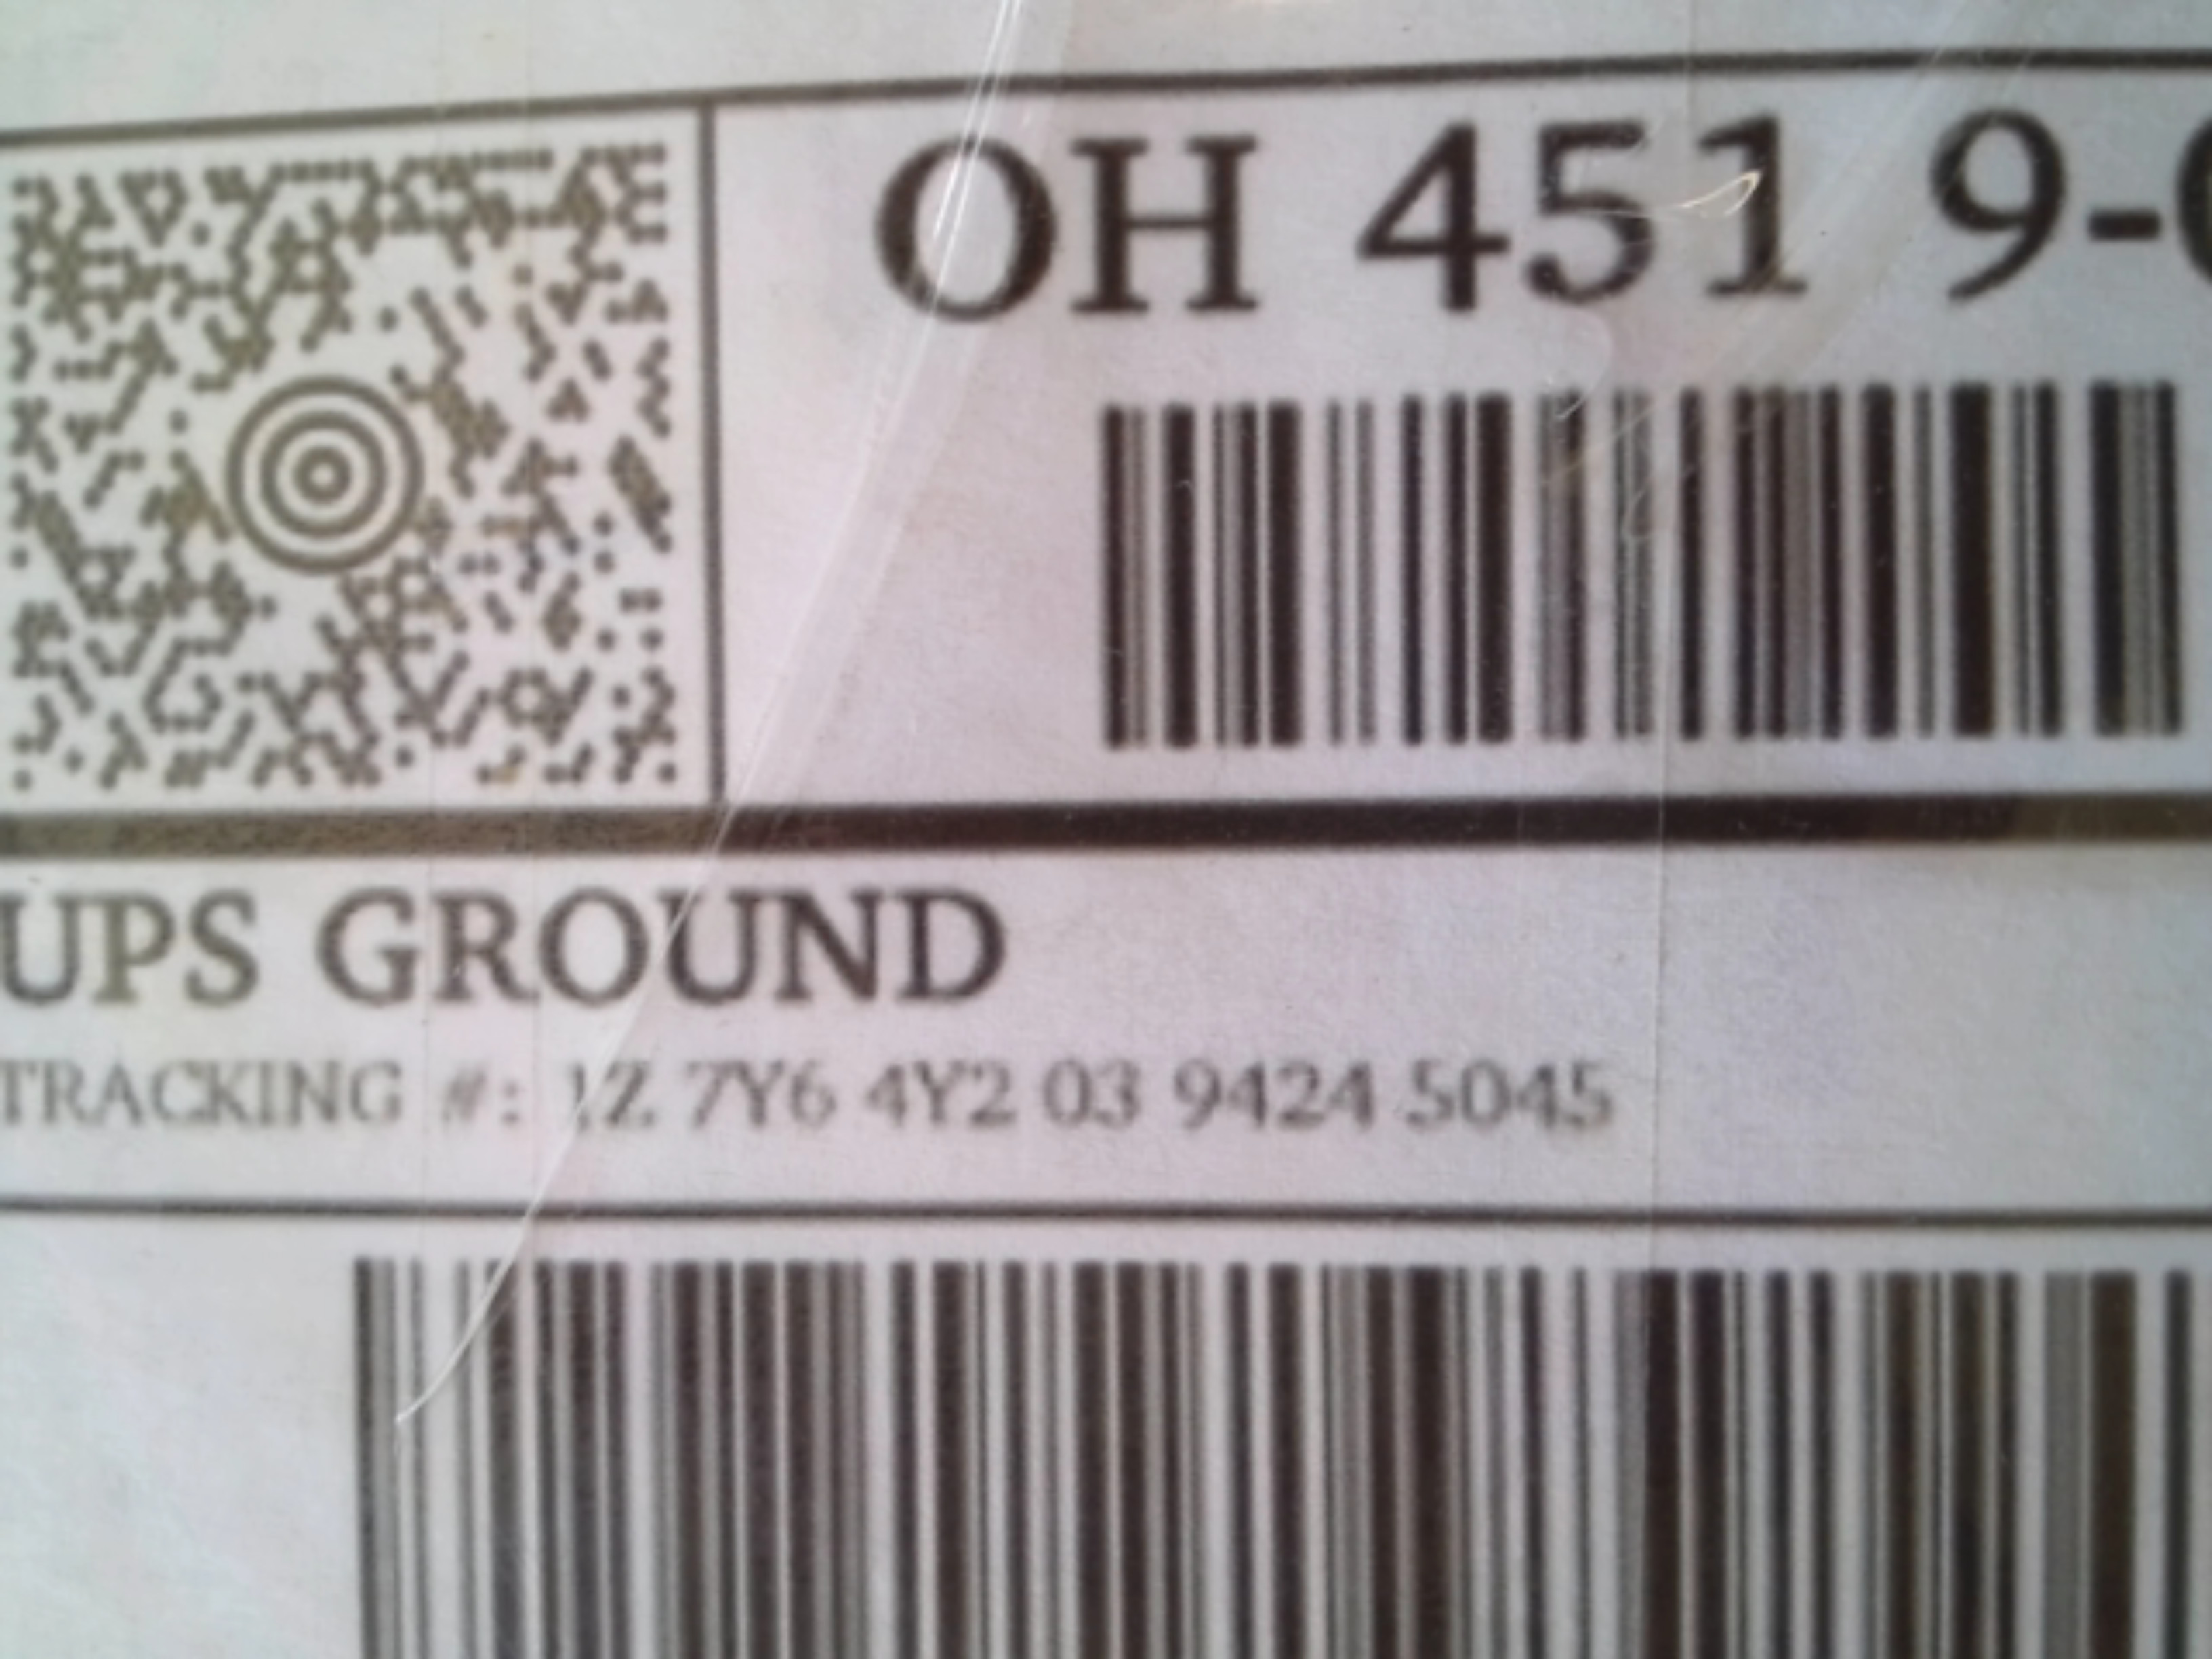 OH 451 9-
UPS GROUND
TRACKING #: 1Z 7Y6 4Y2 03 9424 5045